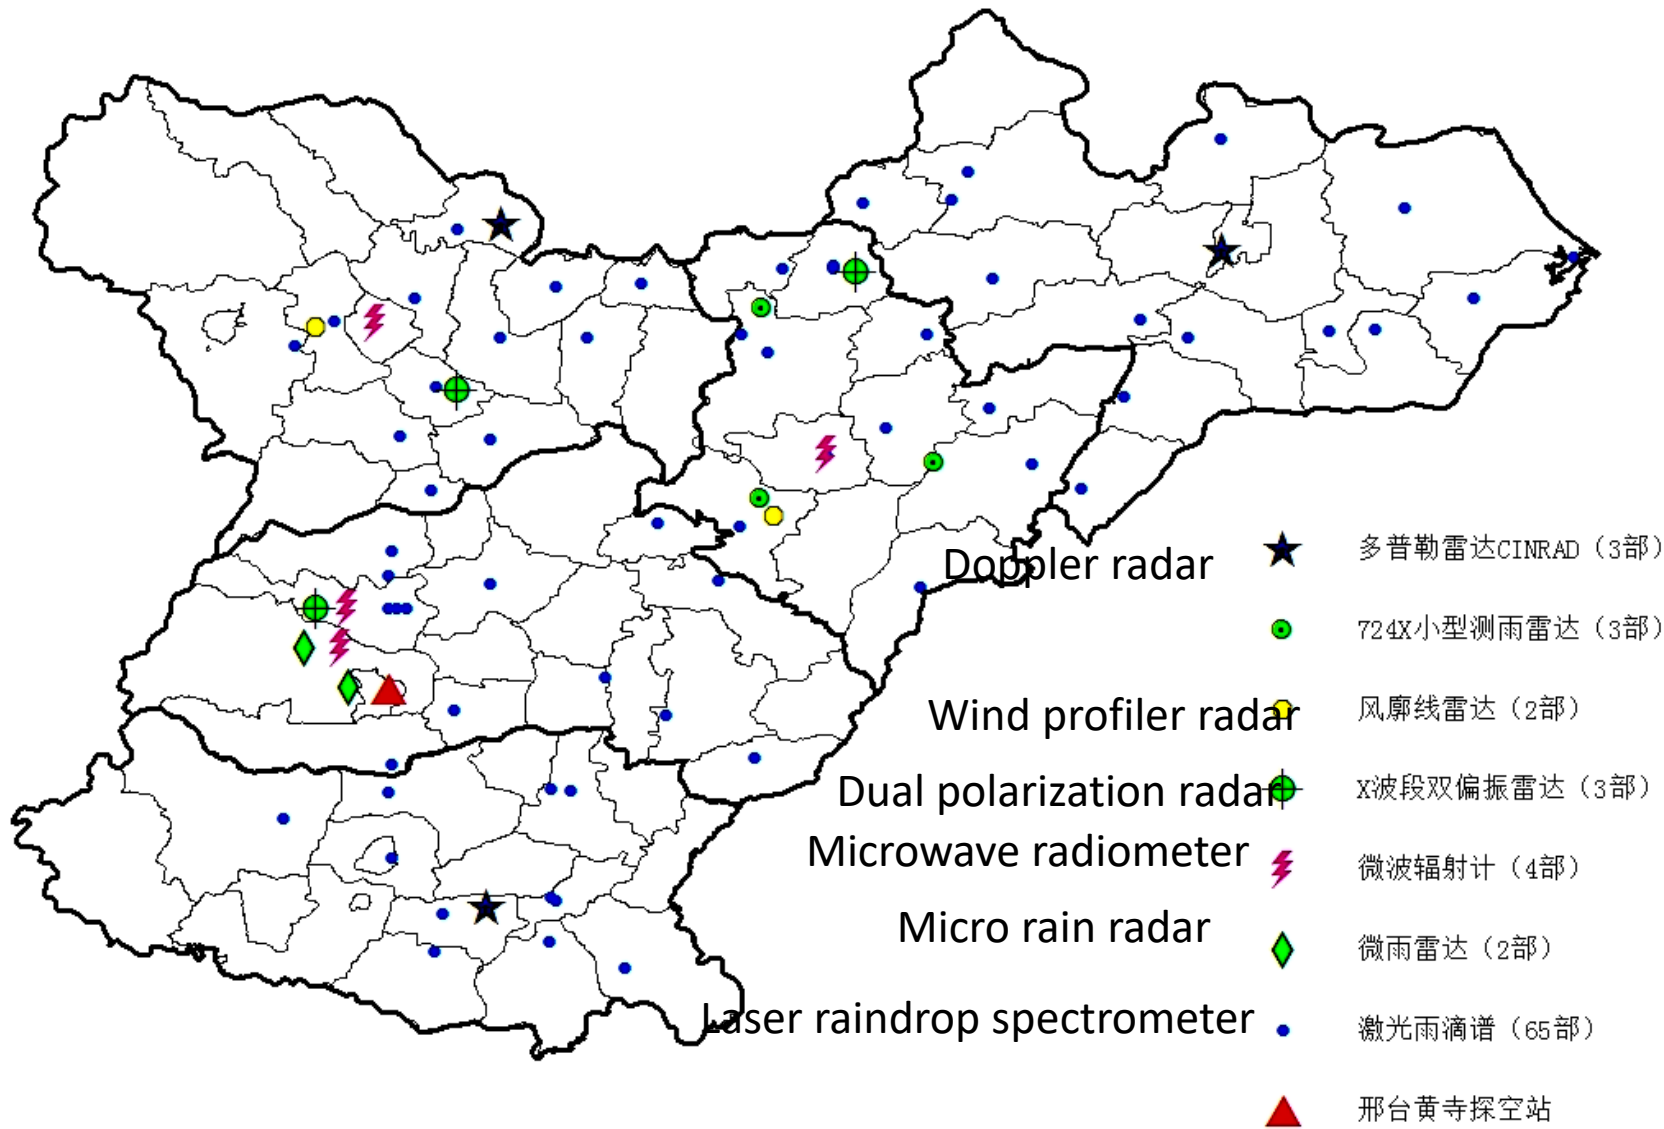 Doppler radar 多普勒雷达CINRAD（3部）
724X小型测雨雷达（3部）
Wind profiler radar 风廓线雷达（2部）
Dual polarization radar X波段双偏振雷达（3部）
Microwave radiometer 微波辐射计（4部）
Micro rain radar 微雨雷达（2部）
Laser raindrop spectrometer 激光雨滴谱（65部）
邢台黄寺探空站